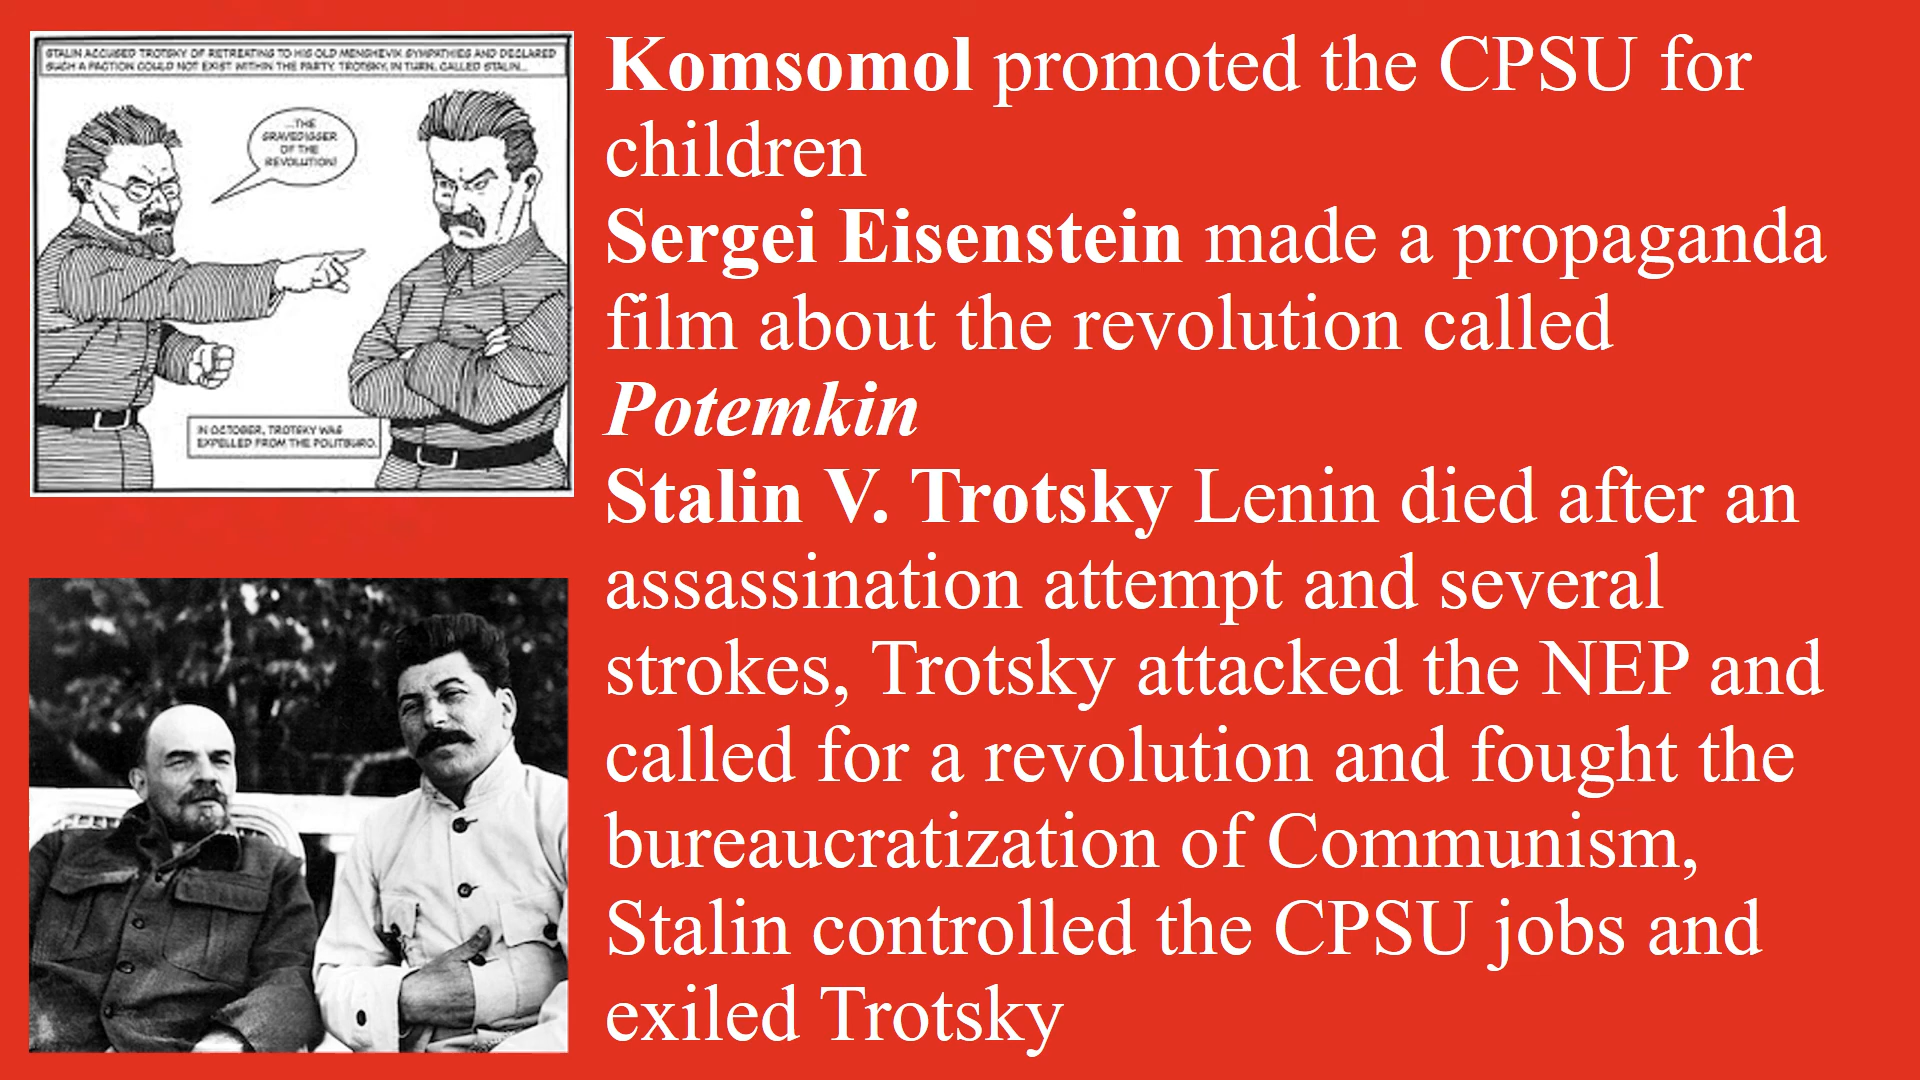 STALIN ACCUSED TROTSKY OF RETREATING TO HIS OLD MENSHEVIK SYMPATHIES AND DECLARED
SUCH A FACTION COULD NOT EXIST WITHIN THE PARTY. TROTSKY, IN TURN, CALLED STALIN...
...THE
GRAVEDIGGER
OF THE
REVOLUTION!
IN OCTOBER, TROTSKY WAS
EXPELLED FROM THE POLITBURO.
Komsomol promoted the CPSU for
children
Sergei Eisenstein made a propaganda
film about the revolution called
Potemkin
Stalin V. Trotsky Lenin died after an
assassination attempt and several
strokes, Trotsky attacked the NEP and
called for a revolution and fought the
bureaucratization of Communism,
Stalin controlled the CPSU jobs and
exiled Trotsky